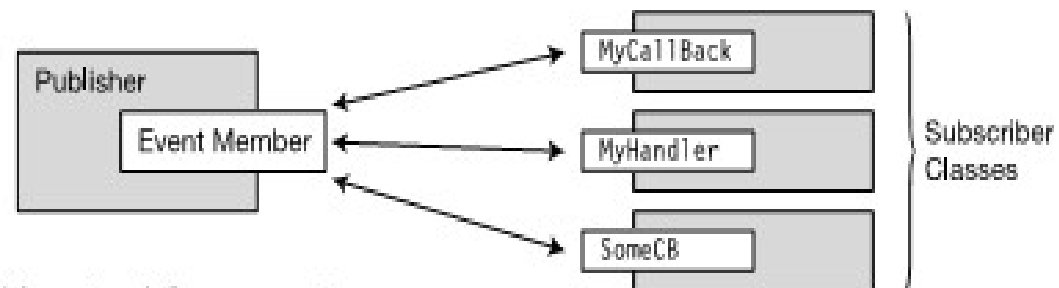 Publisher
Event Member
MyCallBack
MyHandler
SomeCB
Subscriber
Classes